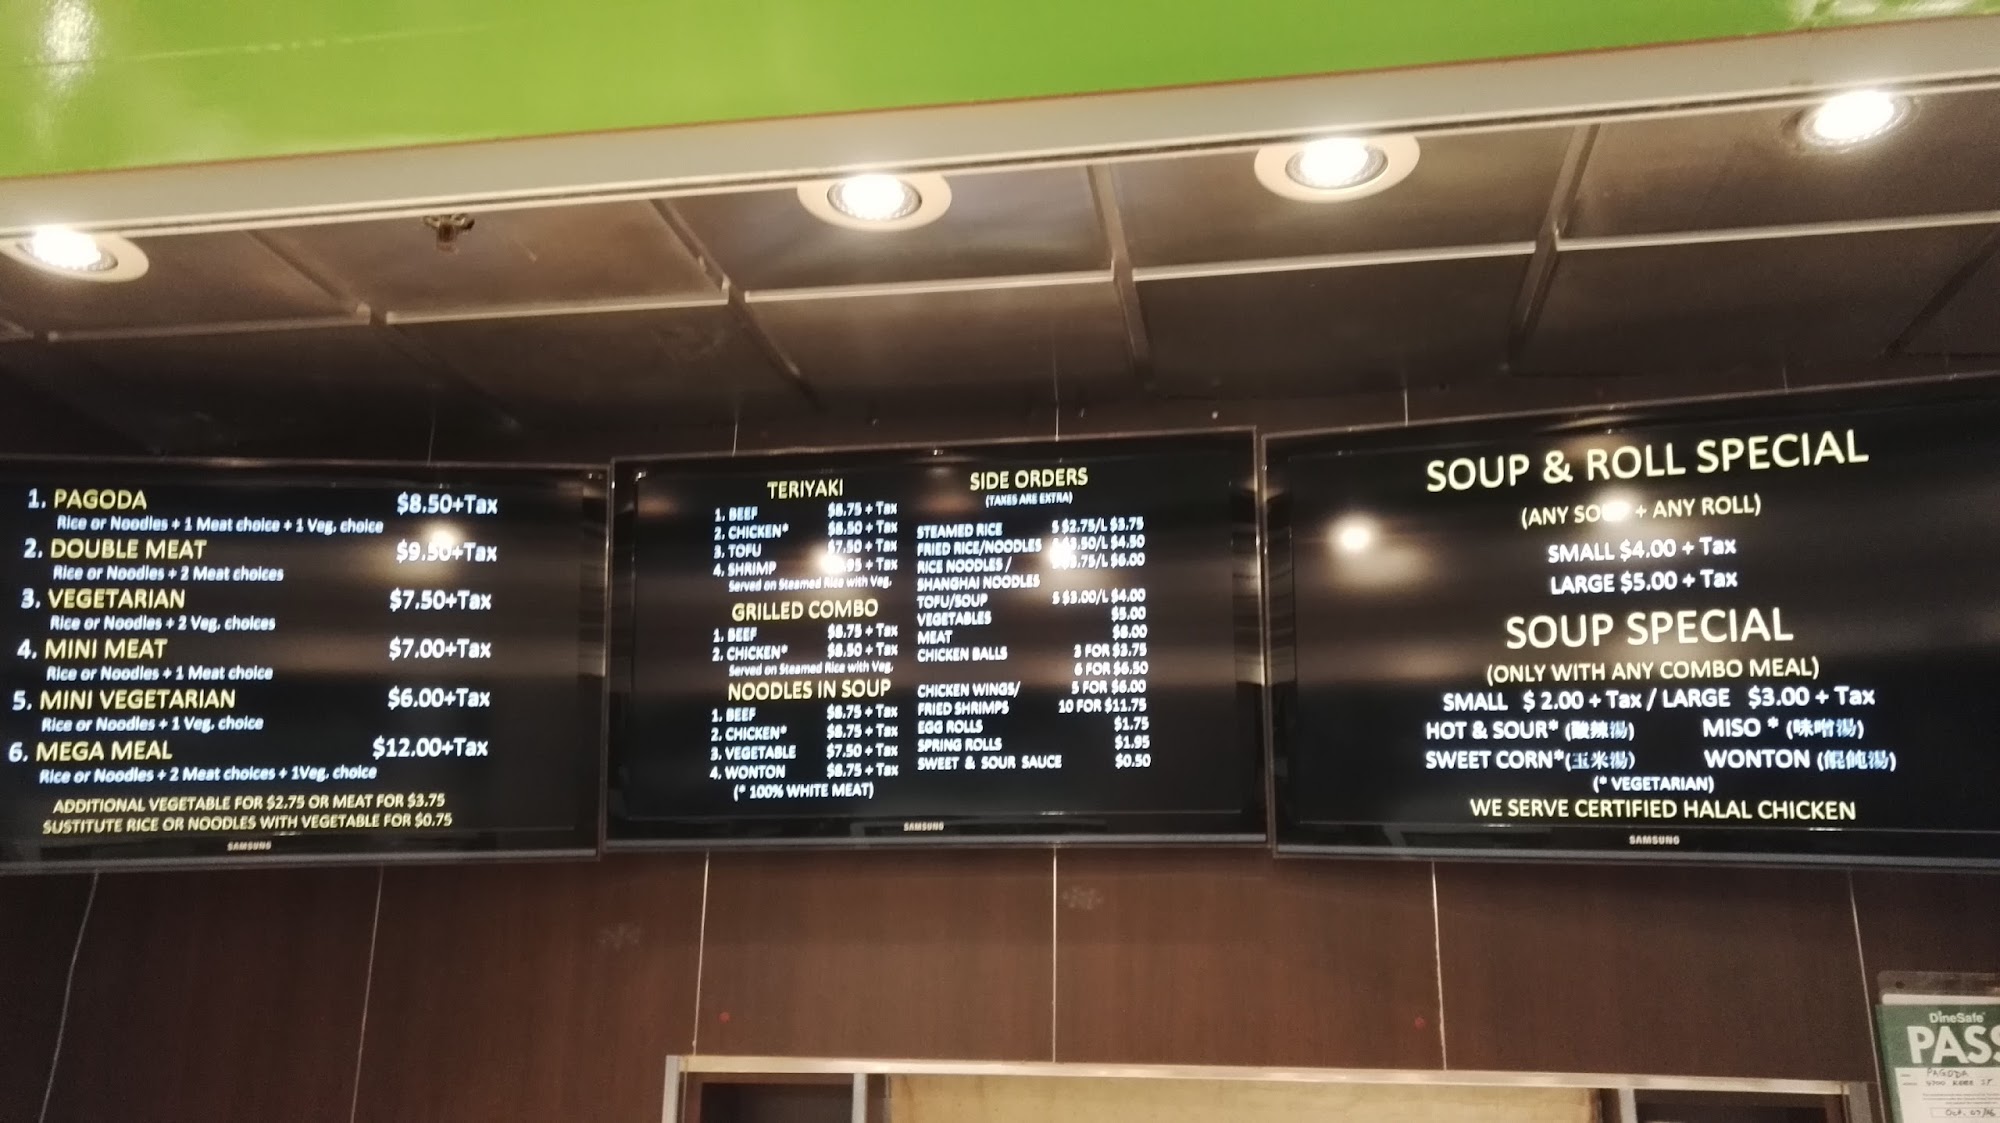 1. PAGODA $8.50+Tax
Rice or Noodles + 1 Meat choice + 1 Veg. choice
2. DOUBLE MEAT $9.50+Tax
Rice or Noodles + 2 Meat choices
3. VEGETARIAN $7.50+Tax
Rice or Noodles + 2 Veg. choices
4. MINI MEAT $7.00+Tax
Rice or Noodles + 1 Meat choice
5. MINI VEGETARIAN $6.00+Tax
Rice or Noodles + 1 Veg. choice
6. MEGA MEAL $12.00+Tax
Rice or Noodles + 2 Meat choices + 1Veg. choice
ADDITIONAL VEGETABLE FOR $2.75 OR MEAT FOR $3.75
SUSTITUTE RICE OR NOODLES WITH VEGETABLE FOR $0.75
SAMSUNG
TERIYAKI
1. BEEF $8.75 + Tax
2. CHICKEN* $8.50 + Tax
3. TOFU $7.50 + Tax
4. SHRIMP + Tax
Served on Steamed Rice with Veg.
GRILLED COMBO
1. BEEF $8.75 + Tax
2. CHICKEN* $8.50 + Tax
Served on Steamed Rice with Veg.
NOODLES IN SOUP
1. BEEF $8.75 + Tax
2. CHICKEN* $8.75 + Tax
3. VEGETABLE $7.50 + Tax
4. WONTON $8.75 + Tax
(* 100% WHITE MEAT)
SIDE ORDERS
(TAXES ARE EXTRA)
STEAMED RICE S $2.75/L $3.75
FRIED RICE/NOODLES /L $4.50
RICE NOODLES / /L $6.00
SHANGHAI NOODLES
TOFU/SOUP S $3.00/L $4.00
VEGETABLES $5.00
MEAT $6.00
CHICKEN BALLS 3 FOR $3.75
6 FOR $6.50
CHICKEN WINGS/ 5 FOR $6.00
FRIED SHRIMPS 10 FOR $11.75
EGG ROLLS $1.75
SPRING ROLLS $1.95
SWEET & SOUR SAUCE $0.50
SAMSUNG
SOUP & ROLL SPECIAL
(ANY SOUP + ANY ROLL)
SMALL $4.00 + Tax
LARGE $5.00 + Tax
SOUP SPECIAL
(ONLY WITH ANY COMBO MEAL)
SMALL $ 2.00 + Tax / LARGE $3.00 + Tax
HOT & SOUR* (酸辣湯) MISO * (味噌湯)
SWEET CORN*(玉米湯) WONTON (餛飩湯)
(* VEGETARIAN)
WE SERVE CERTIFIED HALAL CHICKEN
SAMSUNG
DineSafe
PASS
PAGODA